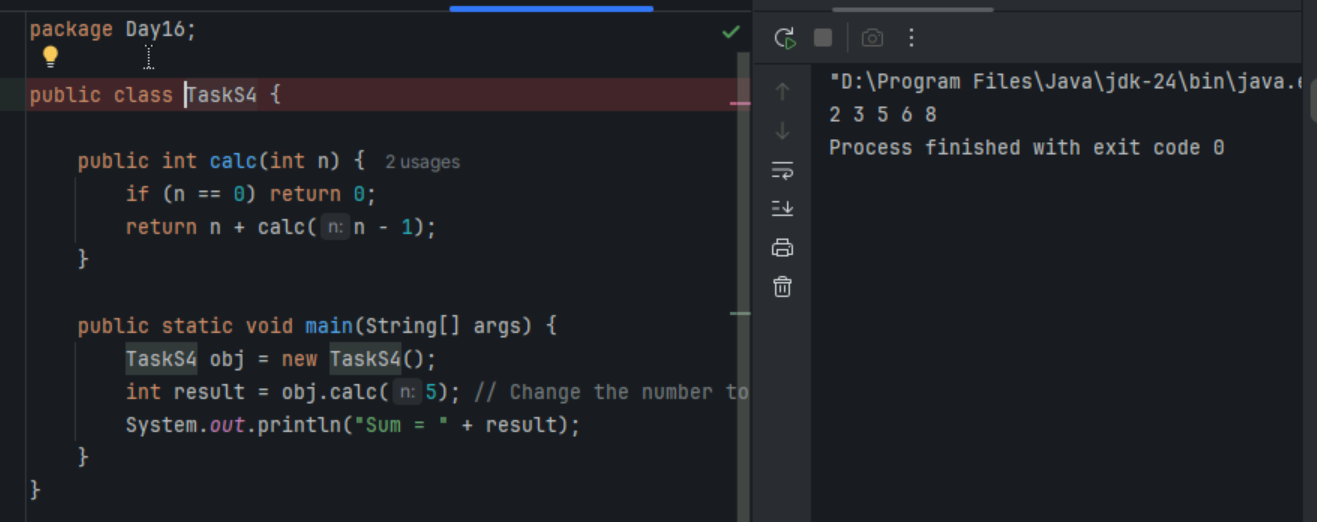 package Day16;
public class TaskS4 {
public int calc(int n) { 2 usages
if (n == 0) return 0;
return n + calc( n: n - 1);
}
public static void main(String[] args) {
TaskS4 obj = new TaskS4();
int result = obj.calc( n: 5); // Change the number to
System.out.println("Sum = " + result);
}
}
"D:\Program Files\Java\jdk-24\bin\java.e
2 3 5 6 8
Process finished with exit code 0